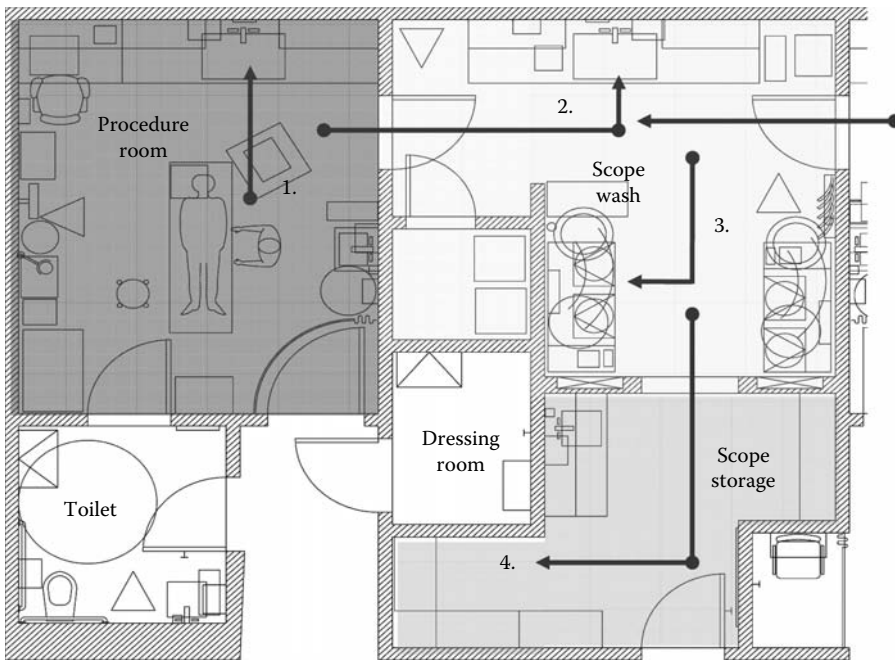 Procedure
room
1.
2.
Scope
wash
3.
Dressing
room
Scope
storage
Toilet
4.